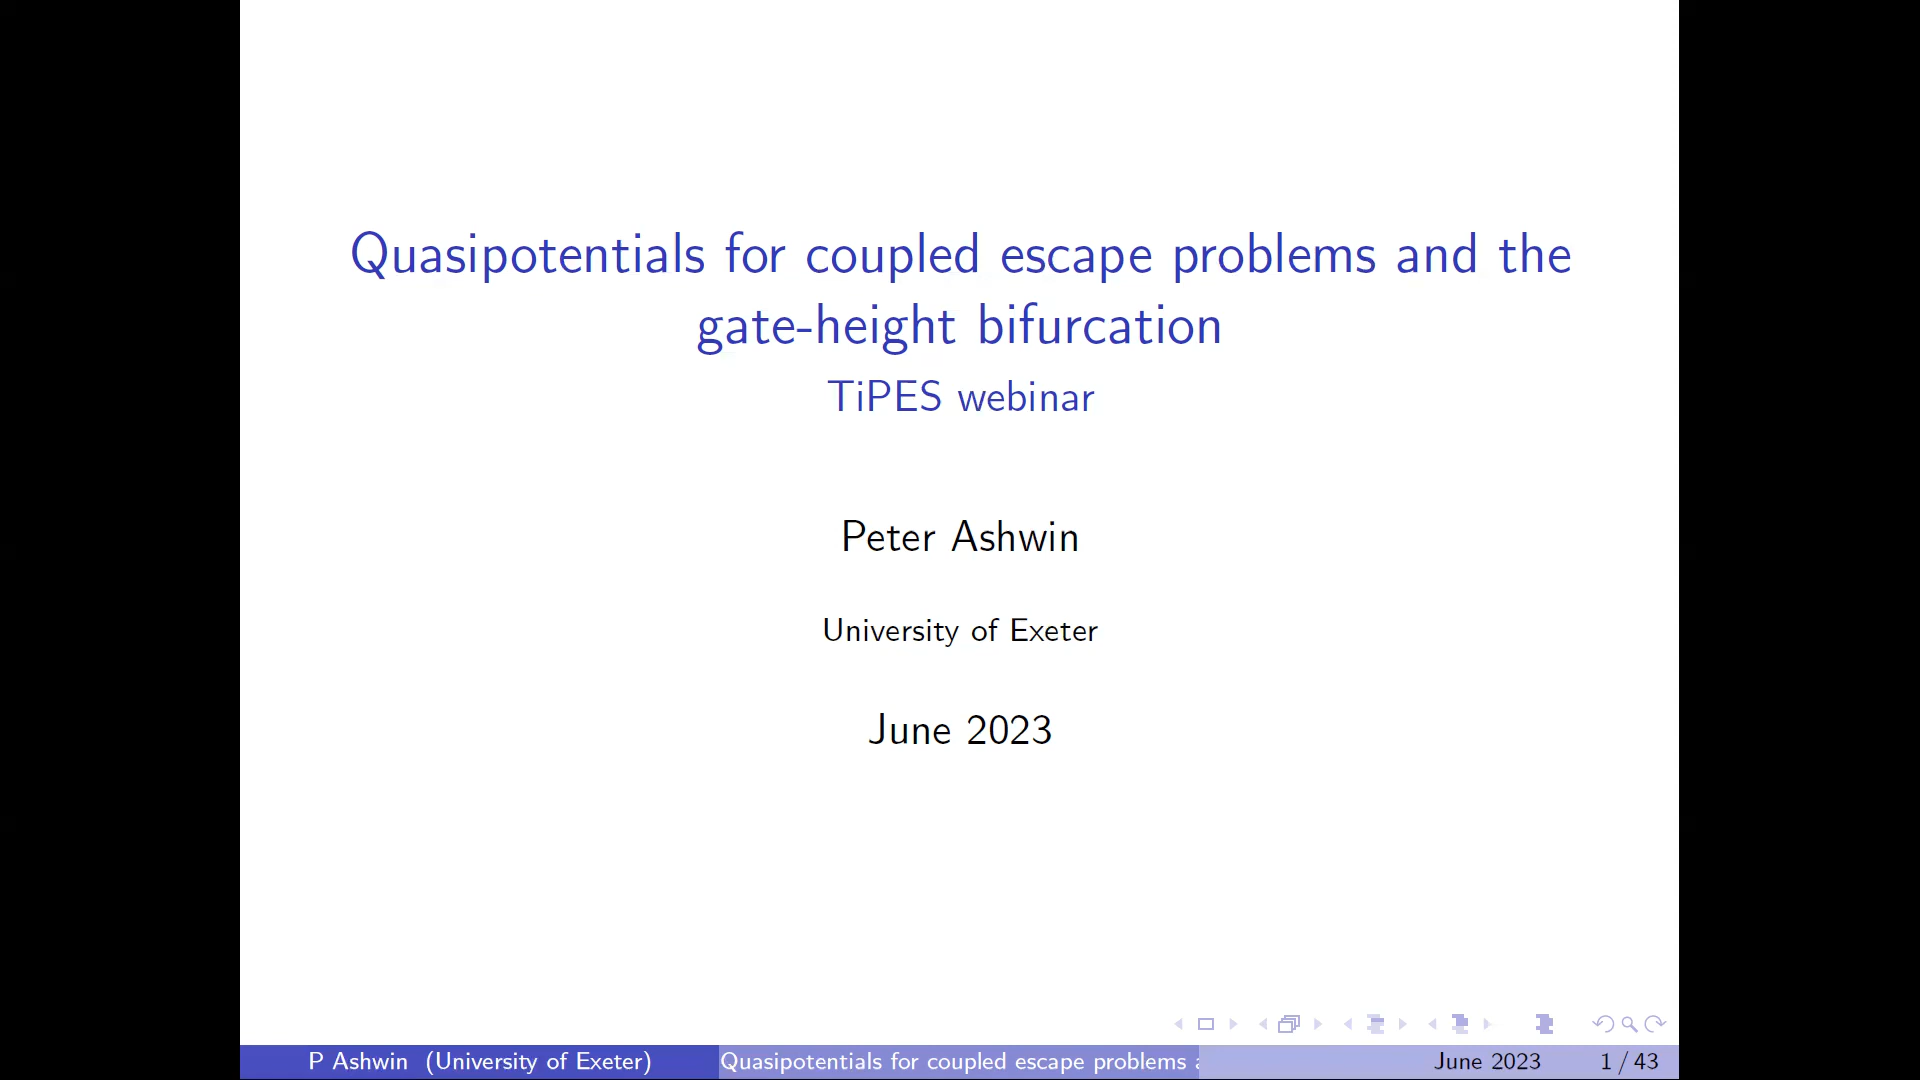 Quasipotentials for coupled escape problems and the
gate-height bifurcation
TiPES webinar
Peter Ashwin
University of Exeter
June 2023
P Ashwin (University of Exeter) Quasipotentials for coupled escape problems June 2023 1 / 43